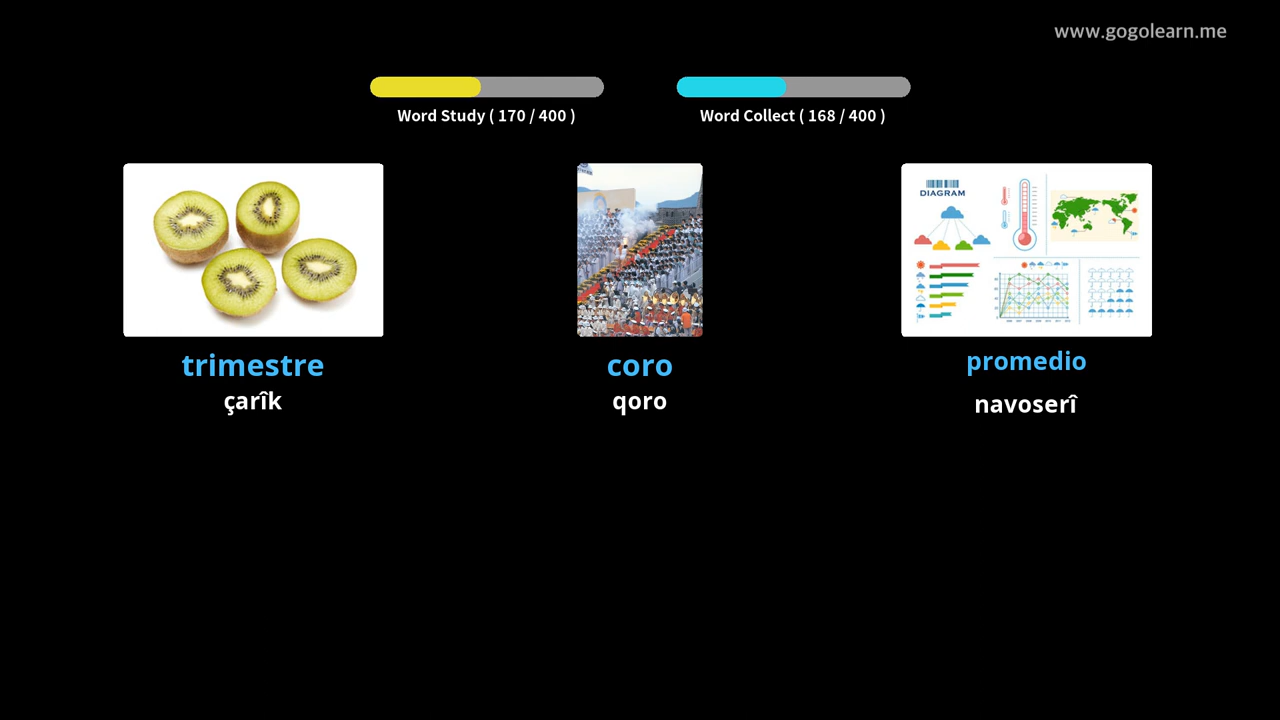 www.gogolearn.me
Word Study ( 170 / 400 )
Word Collect ( 168 / 400 )
DIAGRAM
trimestre
çarîk
coro
qoro
promedio
navoserî